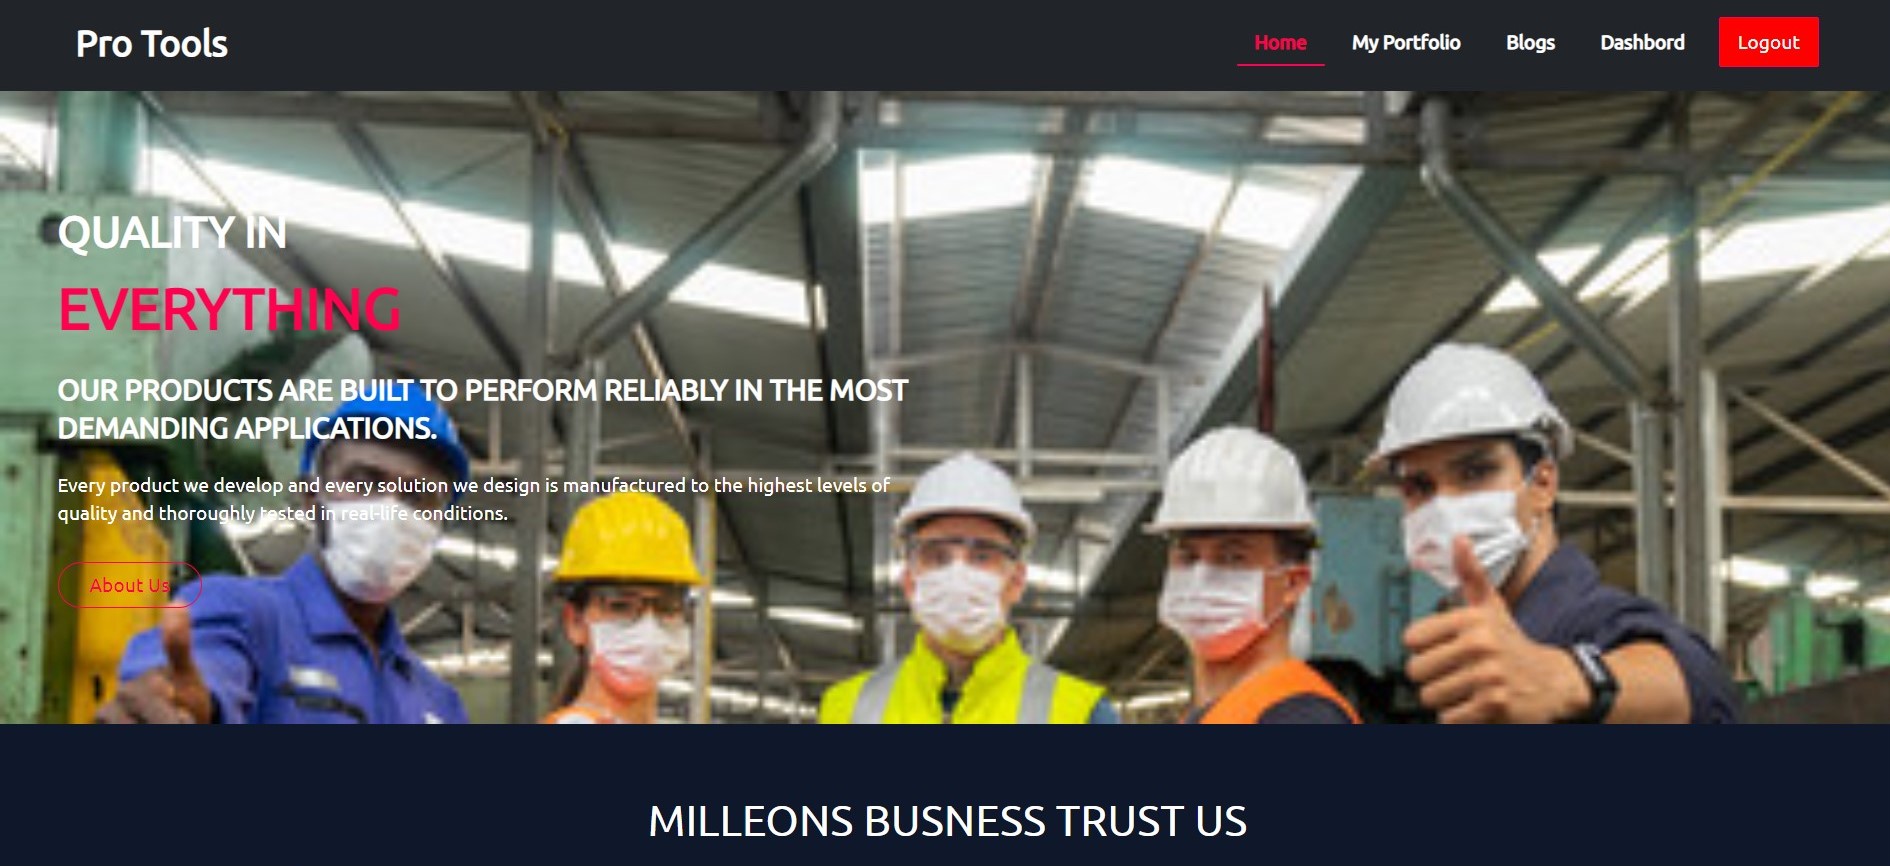 Pro Tools
Home My Portfolio Blogs Dashbord Logout
QUALITY IN
EVERYTHING
OUR PRODUCTS ARE BUILT TO PERFORM RELIABLY IN THE MOST
DEMANDING APPLICATIONS.
Every product we develop and every solution we design is manufactured to the highest levels of
quality and thoroughly tested in real-life conditions.
About Us
MILLEONS BUSNESS TRUST US